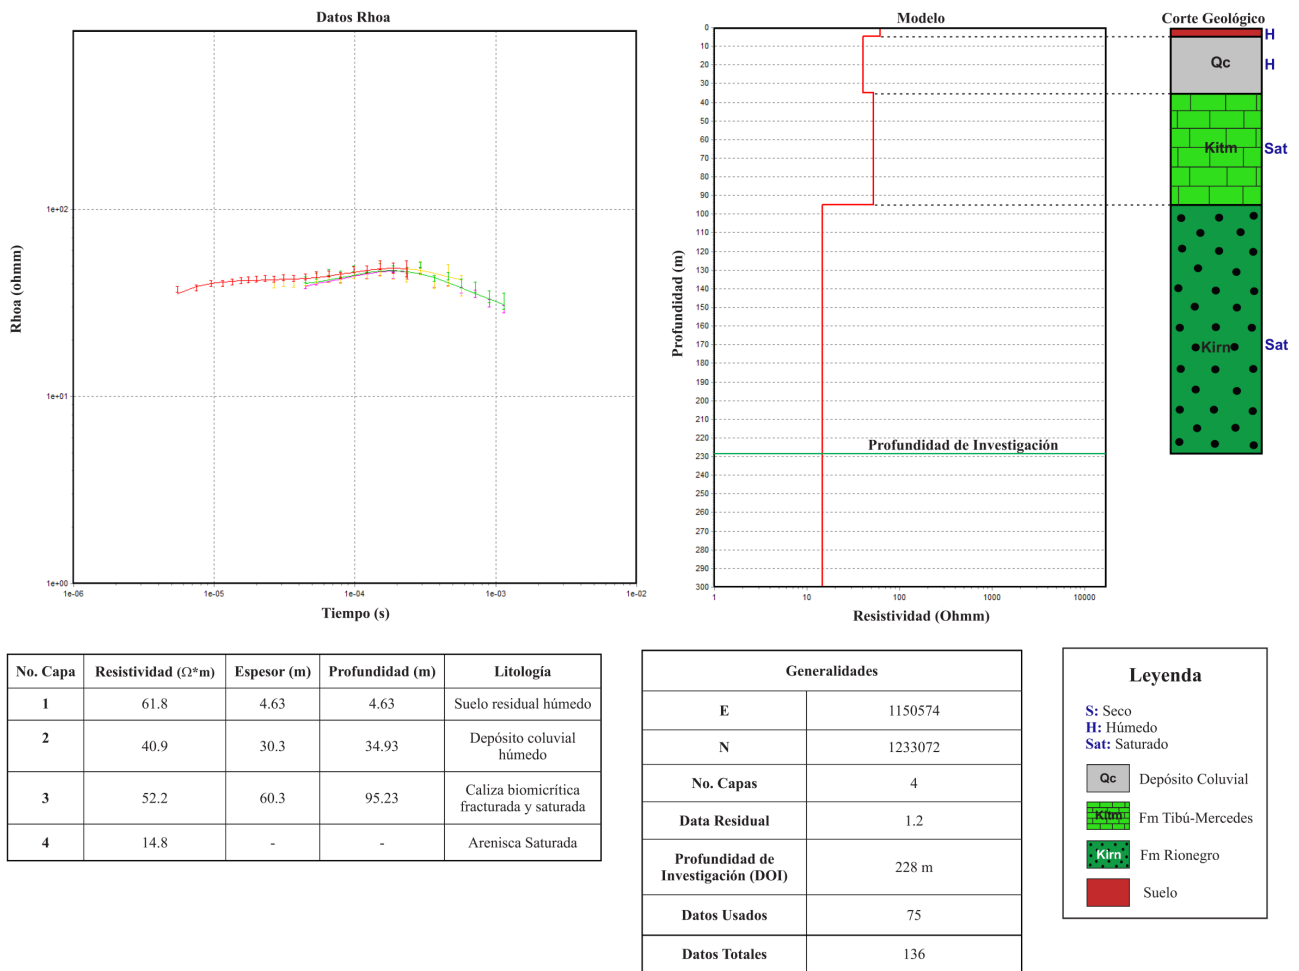 Datos Rhoa
1e+02
1e+01
1e+00
1e-06
1e-05
1e-04
1e-03
1e-02
Rhoa (ohmm)
Tiempo (s)
Modelo
0
10
20
30
40
50
60
70
80
90
100
110
120
130
140
150
160
170
180
190
200
210
220
230
240
250
260
270
280
290
300
1
10
100
1000
10000
Profundidad (m)
Profundidad de Investigación
Resistividad (Ohmm)
Corte Geológico
H
Qc
H
Kitm
Sat
Kirn
Sat
No. Capa Resistividad (Ω*m) Espesor (m) Profundidad (m) Litología
1 61.8 4.63 4.63 Suelo residual húmedo
2 40.9 30.3 34.93 Depósito coluvial
húmedo
3 52.2 60.3 95.23 Caliza biomicrítica
fracturada y saturada
4 14.8 - - Arenisca Saturada
Generalidades
E 1150574
N 1233072
No. Capas 4
Data Residual 1.2
Profundidad de
Investigación (DOI) 228 m
Datos Usados 75
Datos Totales 136
Leyenda
S: Seco
H: Húmedo
Sat: Saturado
Qc Depósito Coluvial
Kitm Fm Tibú-Mercedes
Kirn Fm Rionegro
Suelo